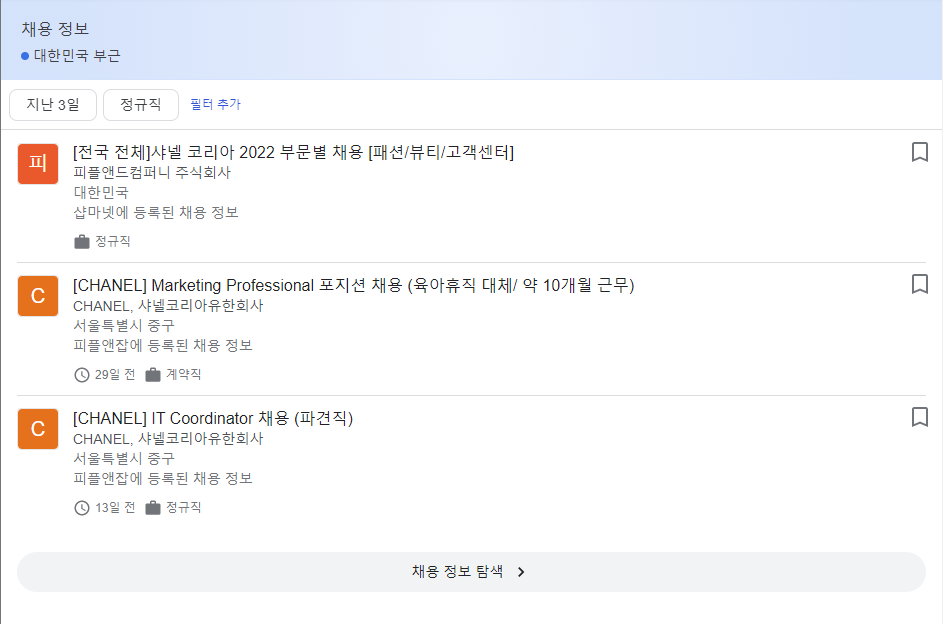 채용 정보
대한민국 부근
지난 3일 정규직 필터 추가
피
[전국 전체]샤넬 코리아 2022 부문별 채용 [패션/뷰티/고객센터]
피플앤드컴퍼니 주식회사
대한민국
샵마넷에 등록된 채용 정보
정규직
C
[CHANEL] Marketing Professional 포지션 채용 (육아휴직 대체/ 약 10개월 근무)
CHANEL, 샤넬코리아유한회사
서울특별시 중구
피플앤잡에 등록된 채용 정보
29일 전 계약직
C
[CHANEL] IT Coordinator 채용 (파견직)
CHANEL, 샤넬코리아유한회사
서울특별시 중구
피플앤잡에 등록된 채용 정보
13일 전 정규직
채용 정보 탐색